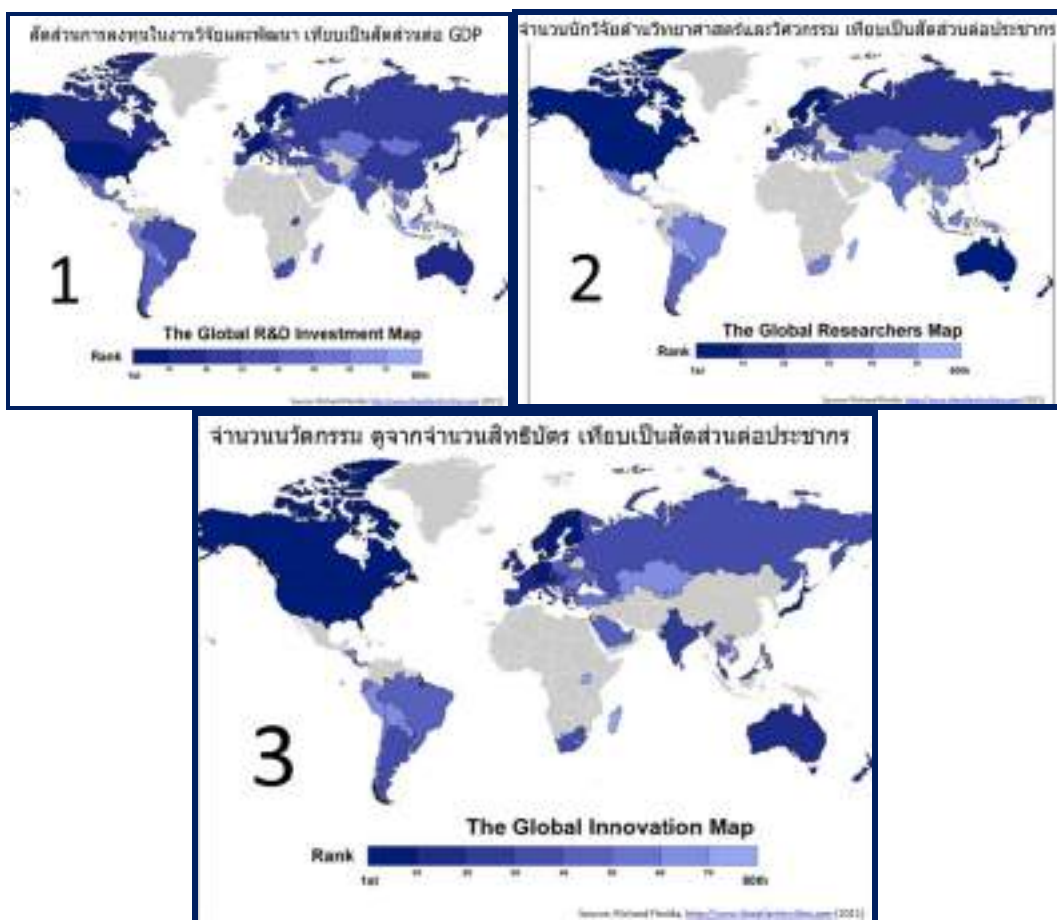 สัดส่วนการลงทุนในงานวิจัยและพัฒนา เทียบเป็นสัดส่วนต่อ GDP
1
The Global R&D Investment Map
Rank
1st
จำนวนนักวิจัยด้านวิทยาศาสตร์และวิศวกรรม เทียบเป็นสัดส่วนต่อประชากร
2
The Global Researchers Map
Rank
1st
จำนวนนวัตกรรม ดูจากจำนวนสิทธิบัตร เทียบเป็นสัดส่วนต่อประชากร
3
The Global Innovation Map
Rank
1st
Source: Richard Florida,